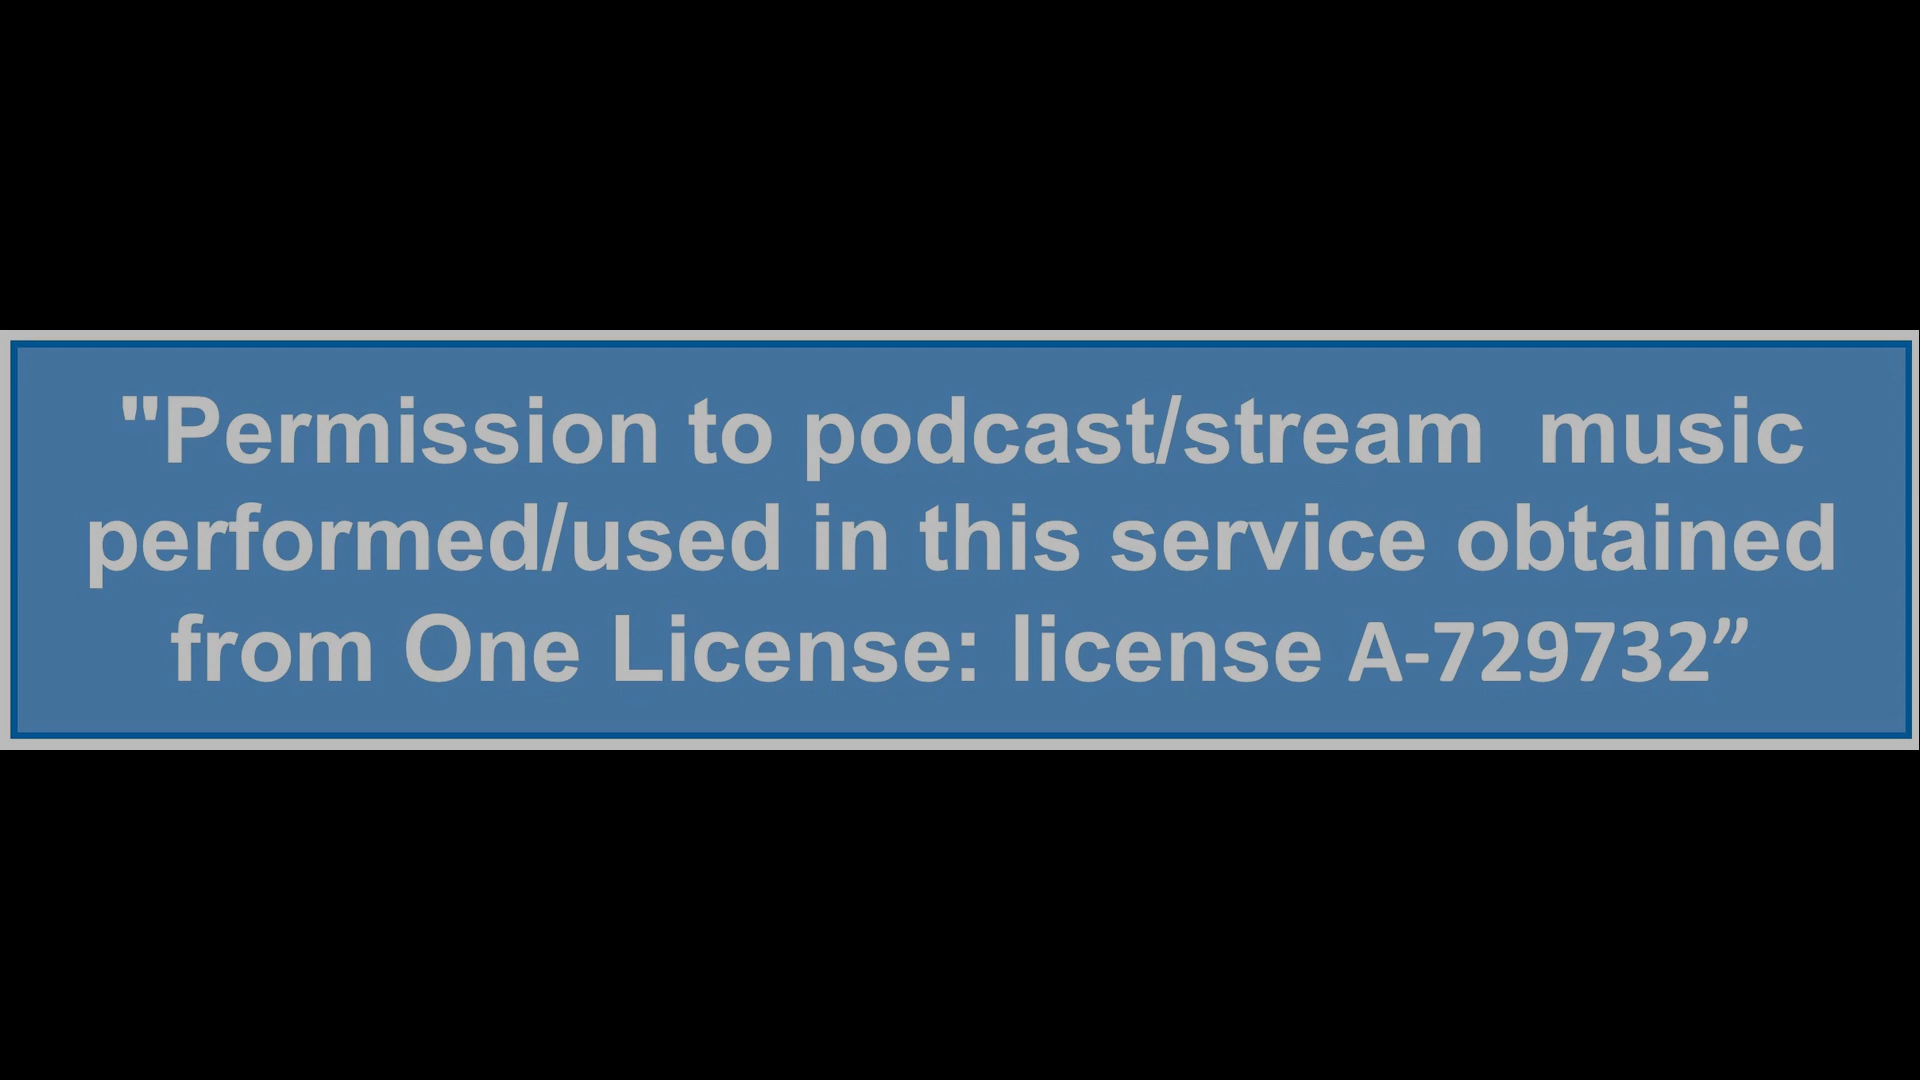 "Permission to podcast/stream  music
performed/used in this service obtained
from One License: license A-729732”